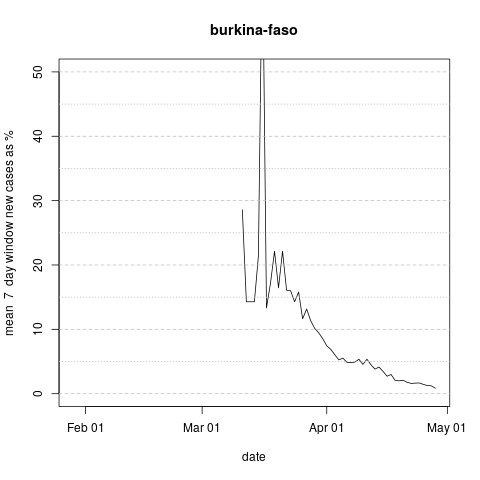 burkina-faso
mean  7  day window new cases as %
50
40
30
20
10
0
Feb 01
Mar 01
Apr 01
May 01
date